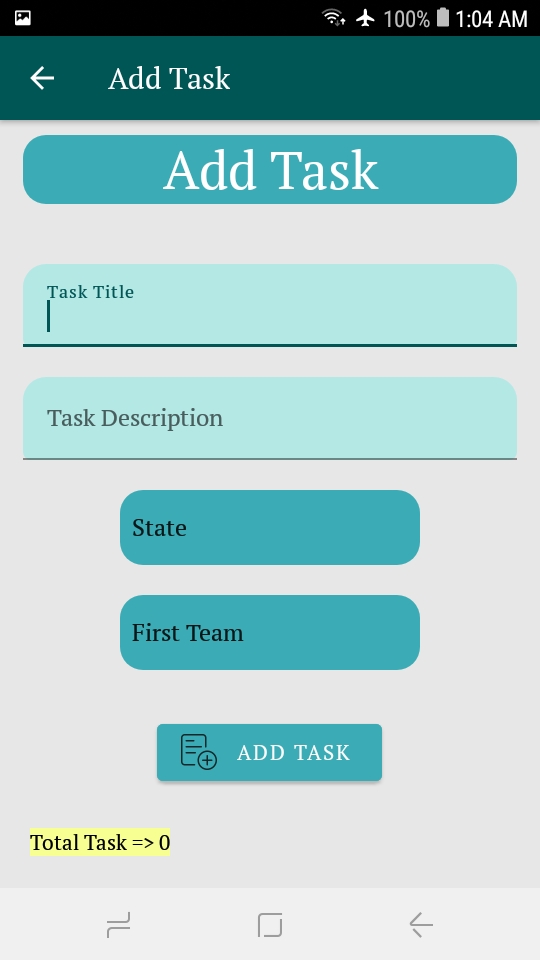 100% 1:04 AM
Add Task
Add Task
Task Title
Task Description
State
First Team
ADD TASK
Total Task => 0